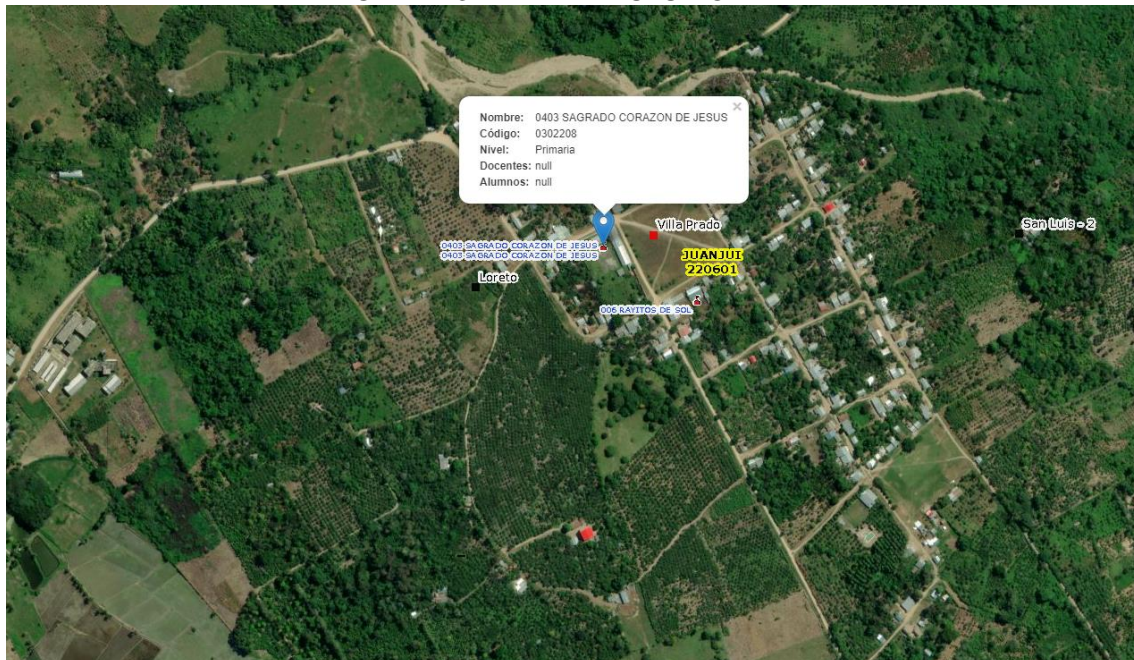 Nombre: 0403 SAGRADO CORAZON DE JESUS
Código: 0302208
Nivel: Primaria
Docentes: null
Alumnos: null
×
Villa Prado
San Luis - 2
0403 SAGRADO CORAZON DE JESUS
0403 SAGRADO CORAZON DE JESUS
JUANJUI
220601
Loreto
006 RAYITOS DE SOL